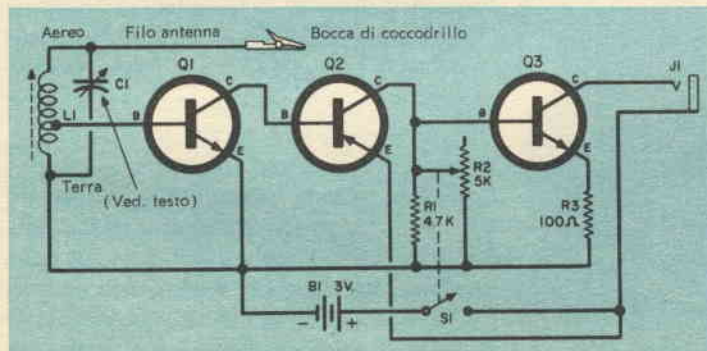 Aereo Filo antenna Bocca di coccodrillo
C1 Q1 Q2 Q3 J1
C C C
L1 B B B
E E E
Terra
(Ved. testo)
R2
5K
R1
4.7K
R3
100Ω
B1 3V.
- +
S1